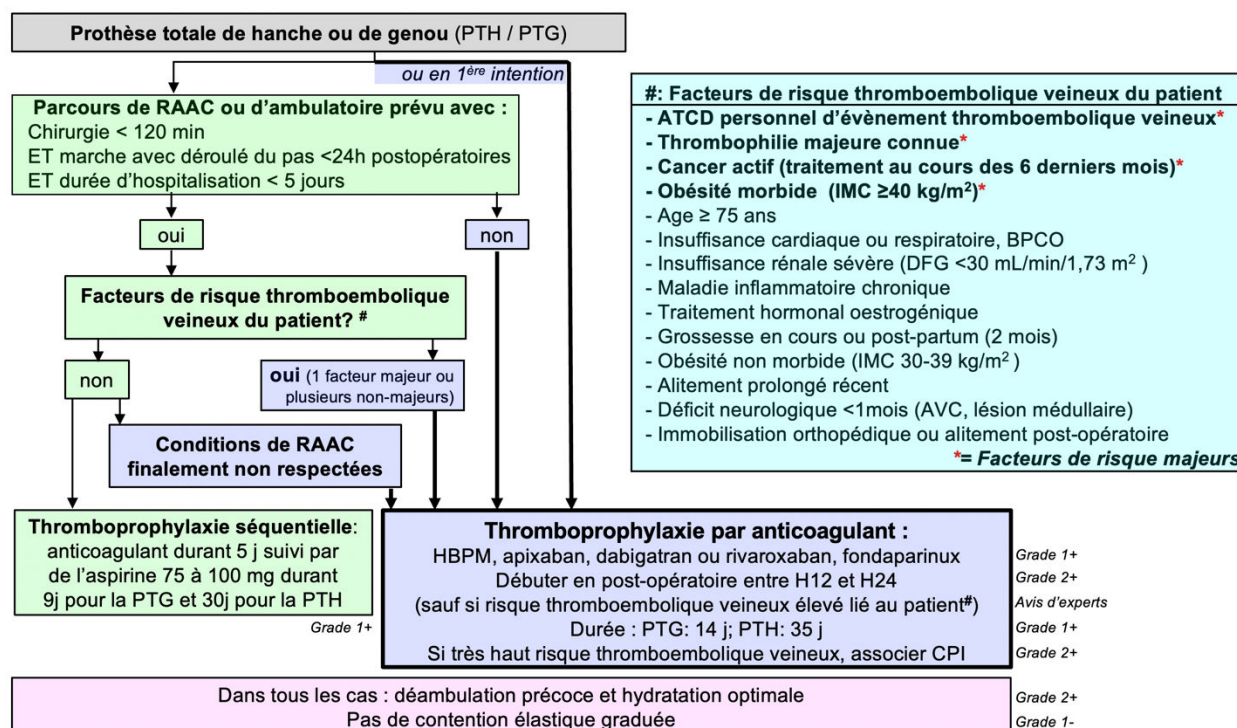 Prothèse totale de hanche ou de genou (PTH / PTG)
ou en 1ère intention
Parcours de RAAC ou d'ambulatoire prévu avec :
Chirurgie < 120 min
ET marche avec déroulé du pas <24h postopératoires
ET durée d'hospitalisation < 5 jours
oui
non
Facteurs de risque thromboembolique
veineux du patient? #
non
oui (1 facteur majeur ou
plusieurs non-majeurs)
Conditions de RAAC
finalement non respectées
#: Facteurs de risque thromboembolique veineux du patient
- ATCD personnel d'évènement thromboembolique veineux*
- Thrombophilie majeure connue*
- Cancer actif (traitement au cours des 6 derniers mois)*
- Obésité morbide (IMC ≥40 kg/m²)*
- Age ≥ 75 ans
- Insuffisance cardiaque ou respiratoire, BPCO
- Insuffisance rénale sévère (DFG <30 mL/min/1,73 m² )
- Maladie inflammatoire chronique
- Traitement hormonal oestrogénique
- Grossesse en cours ou post-partum (2 mois)
- Obésité non morbide (IMC 30-39 kg/m² )
- Alitement prolongé récent
- Déficit neurologique <1mois (AVC, lésion médullaire)
- Immobilisation orthopédique ou alitement post-opératoire
*= Facteurs de risque majeurs
Thromboprophylaxie séquentielle:
anticoagulant durant 5 j suivi par
de l'aspirine 75 à 100 mg durant
9j pour la PTG et 30j pour la PTH
Grade 1+
Thromboprophylaxie par anticoagulant :
HBPM, apixaban, dabigatran ou rivaroxaban, fondaparinux
Grade 1+
Débuter en post-opératoire entre H12 et H24
Grade 2+
(sauf si risque thromboembolique veineux élevé lié au patient#)
Avis d'experts
Durée : PTG: 14 j; PTH: 35 j
Grade 1+
Si très haut risque thromboembolique veineux, associer CPI
Grade 2+
Dans tous les cas : déambulation précoce et hydratation optimale
Grade 2+
Pas de contention élastique graduée
Grade 1-